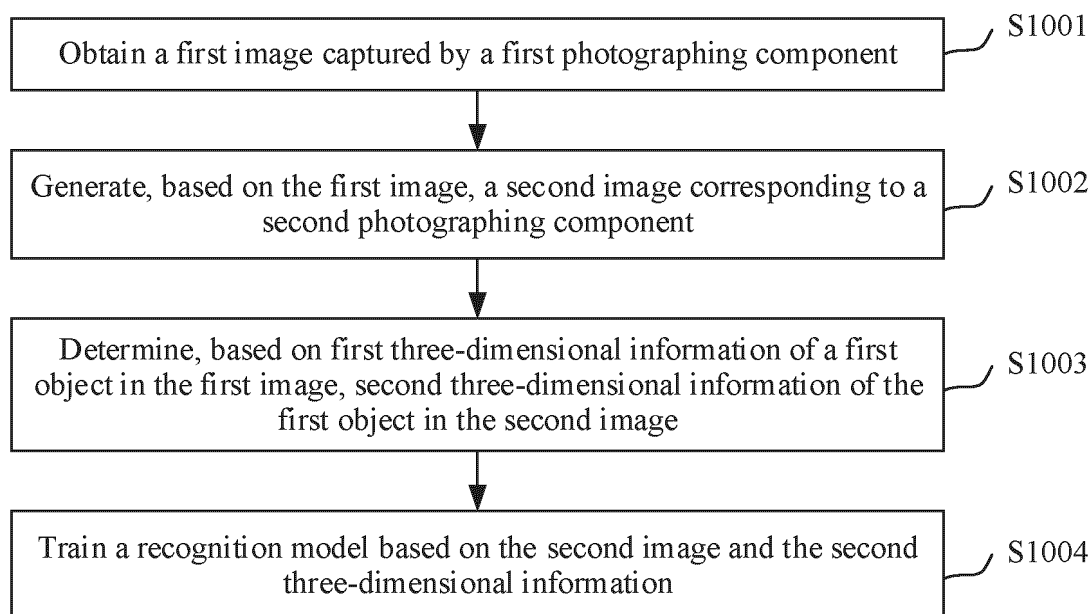 Obtain a first image captured by a first photographing component
S1001
Generate, based on the first image, a second image corresponding to a
second photographing component
S1002
Determine, based on first three-dimensional information of a first
object in the first image, second three-dimensional information of the
first object in the second image
S1003
Train a recognition model based on the second image and the second
three-dimensional information
S1004